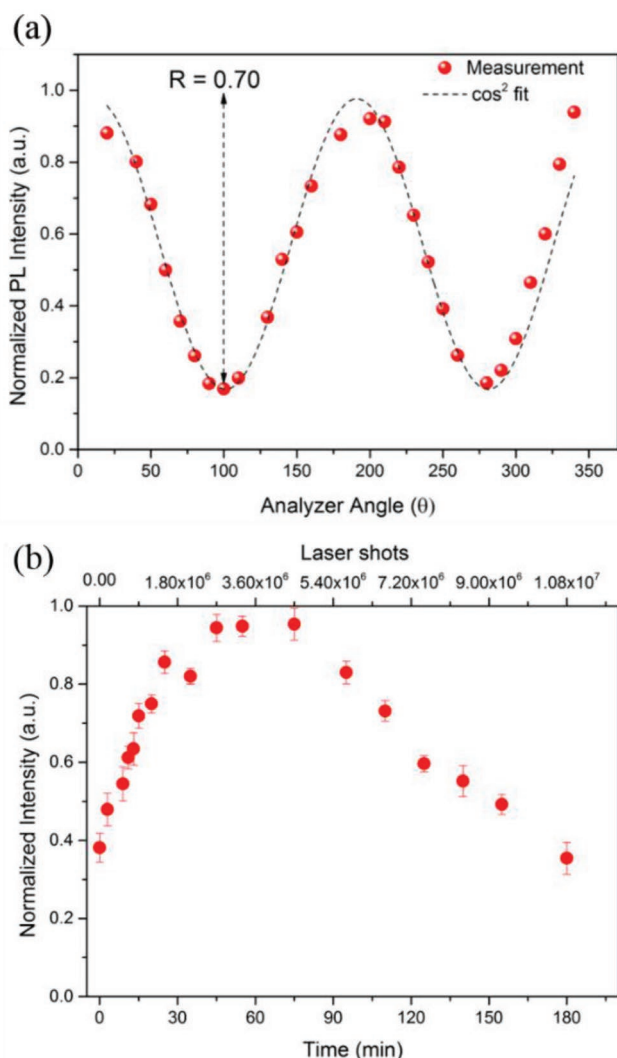 (a)
R = 0.70
Measurement
cos² fit
1.0
0.8
0.6
0.4
0.2
0.0
Normalized PL Intensity (a.u.)
0 50 100 150 200 250 300 350
Analyzer Angle (θ)
(b)
Laser shots
0.00 1.80x10⁶ 3.60x10⁶ 5.40x10⁶ 7.20x10⁶ 9.00x10⁶ 1.08x10⁷
1.0
0.8
0.6
0.4
0.2
0.0
Normalized Intensity (a.u.)
0 30 60 90 120 150 180
Time (min)